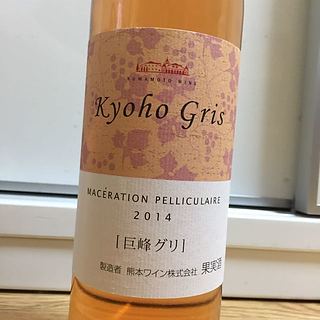 KUMAMOTO WINE
Kyoho Gris
MACÉRATION PELLICULAIRE
2014
[巨峰グリ]
製造者 熊本ワイン株式会社 果実酒